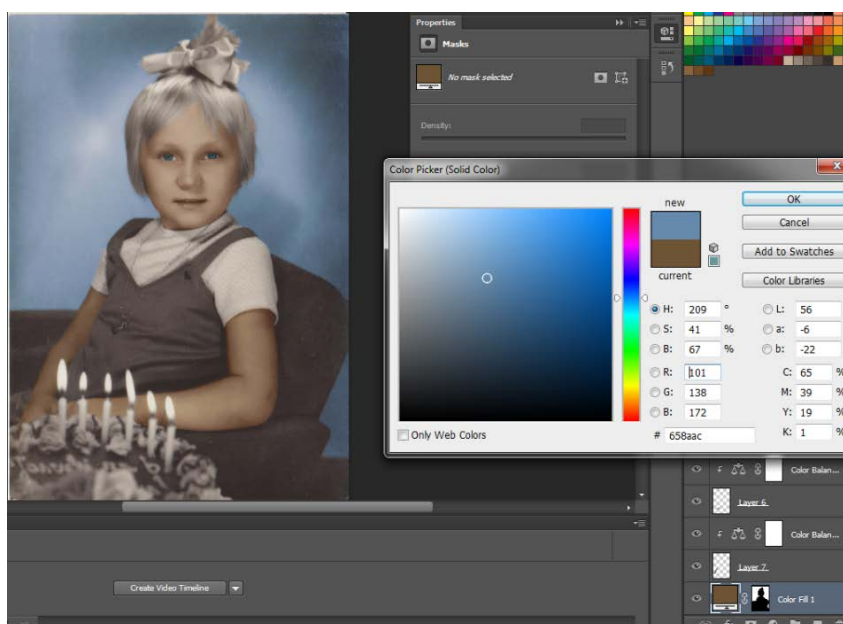 Properties
Masks
No mask selected
Density:
Color Picker (Solid Color)
new
current
OK
Cancel
Add to Swatches
Color Libraries
H: 209 °
S: 41 %
B: 67 %
R: 101
G: 138
B: 172
L: 56
a: -6
b: -22
C: 65 %
M: 39 %
Y: 19 %
K: 1 %
# 658aac
Only Web Colors
Color Balan...
Layer 6
Color Balan...
Layer 7
Color Fill 1
Create Video Timeline